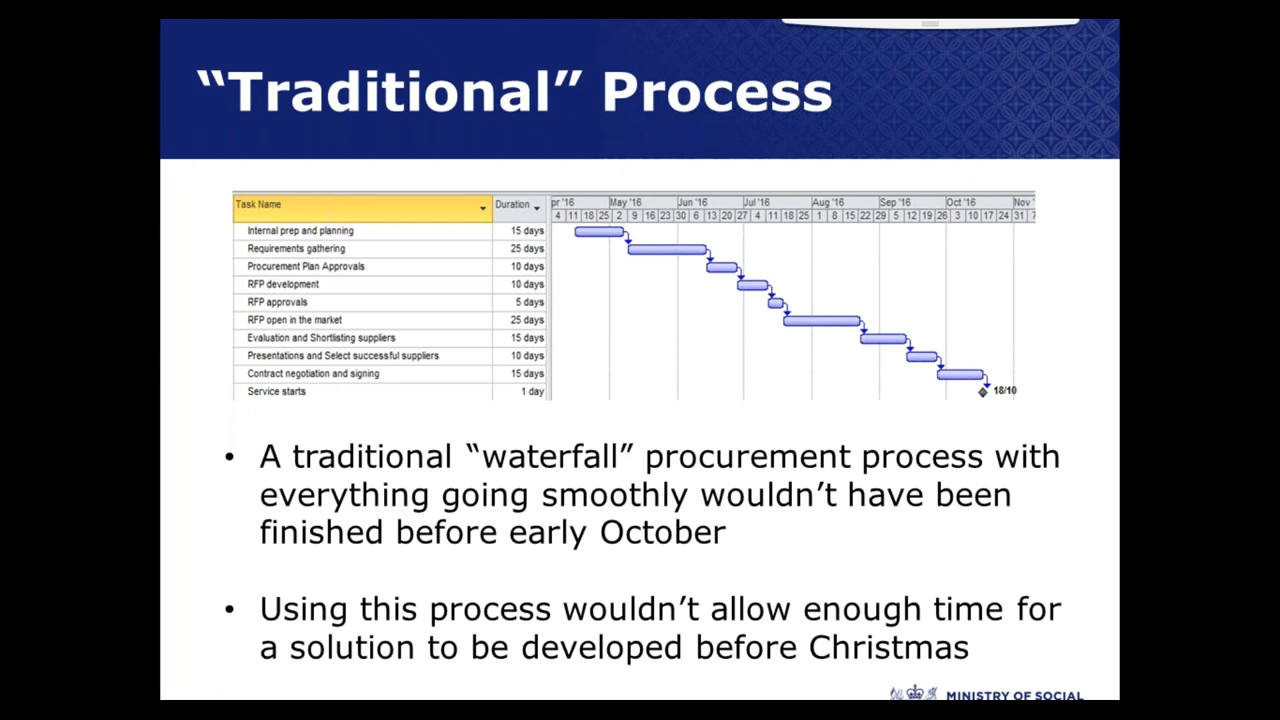 “Traditional” Process
Task Name Duration pr '16 May '16 Jun '16 Jul '16 Aug '16 Sep '16 Oct '16 Nov '
4 11 18 25 2 9 16 23 30 6 13 20 27 4 11 18 25 1 8 15 22 29 5 12 19 26 3 10 17 24 31 7
Internal prep and planning 15 days
Requirements gathering 25 days
Procurement Plan Approvals 10 days
RFP development 10 days
RFP approvals 5 days
RFP open in the market 25 days
Evaluation and Shortlisting suppliers 15 days
Presentations and Select successful suppliers 10 days
Contract negotiation and signing 15 days
Service starts 1 day 18/10
• A traditional “waterfall” procurement process with
everything going smoothly wouldn’t have been
finished before early October
• Using this process wouldn’t allow enough time for
a solution to be developed before Christmas
MINISTRY OF SOCIAL